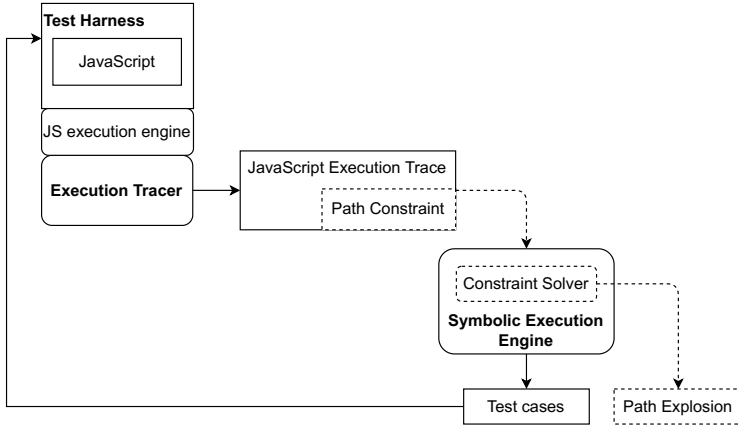 Test Harness
JavaScript
JS execution engine
Execution Tracer
JavaScript Execution Trace
Path Constraint
Constraint Solver
Symbolic Execution
Engine
Test cases
Path Explosion